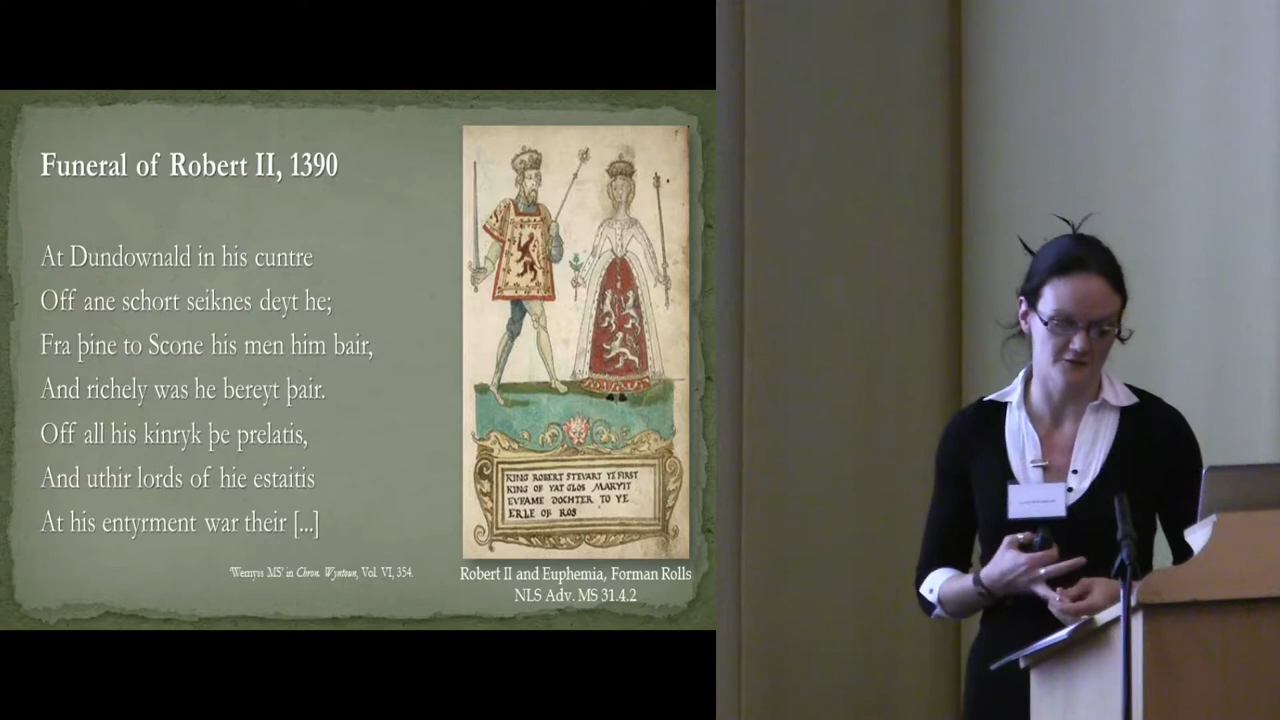 Funeral of Robert II, 1390
At Dundownald in his cuntre
Off ane schort seiknes deyt he;
Fra þine to Scone his men him bair,
And richely was he bereyt þair.
Off all his kinryk þe prelatis,
And uthir lords of hie estaitis
At his entyrment war their [...]
'Wemyss MS' in Chron. Wyntoun, Vol. VI, 354.
KING ROBERT STEVART YE FIRST
KING OF YAT SLOS MARYIT
EVFAME DOCHTER TO YE
ERLE OF ROS
Robert II and Euphemia, Forman Rolls
NLS Adv. MS 31.4.2